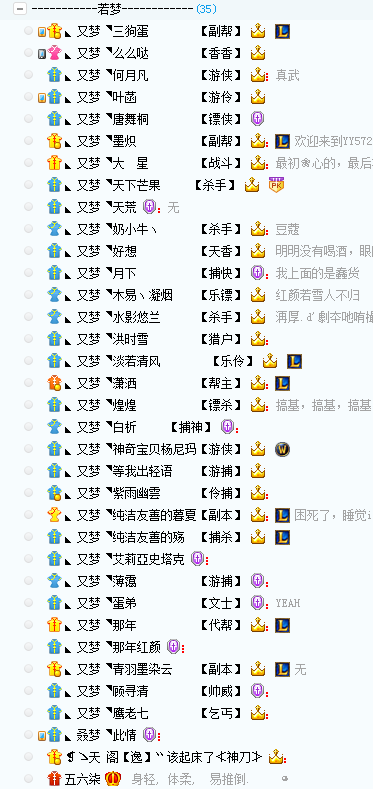 -----------若梦------------(35)
又梦 ◥三狗蛋 【副帮】
又梦 ◥么么哒 【香香】
又梦 ◥何月凡 【游侠】 真武
又梦 ◥叶菡 【游伶】
又梦 ◥唐舞桐 【镖侠】
又梦 ◥墨炽 【副帮】 欢迎来到YY572
又梦 ◥大 星 【战斗】 最初❀心的，最后
又梦 ◥天下芒果 【杀手】 PK
又梦 ◥天荒 无
又梦 ◥奶小牛ヽ 【杀手】 豆蔻
又梦 ◥好想 【天香】 明明没有喝酒，眼
又梦 ◥月下 【捕快】 我上面的是蠢货
又梦 ◥木易ヽ凝烟 【乐镖】 红颜若雪人不归
又梦 ◥水影悠兰 【杀手】
又梦 ◥洪时雪 【猎户】
又梦 ◥淡若清风 【乐伶】
又梦 ◥潇洒 【帮主】
又梦 ◥煌煌 【镖杀】 搞基，搞基，搞基
又梦 ◥白析 【捕神】
又梦 ◥神奇宝贝杨尼玛【游侠】
又梦 ◥等我出轻语 【游捕】
又梦 ◥紫雨幽雲 【伶捕】
又梦 ◥纯洁友善的暮夏【副本】 困死了，睡觉i
又梦 ◥纯洁友善的殇 【捕杀】
又梦 ◥艾莉亞史塔克
又梦 ◥薄霭 【游捕】
又梦 ◥蛋弟 【文士】 YEAH
又梦 ◥那年 【代帮】
又梦 ◥那年红颜
又梦 ◥青羽墨染云 【副本】 无
又梦 ◥顾寻清 【帅威】
又梦 ◥鹰老七 【乞丐】
叒梦 ◥此情
天 阁【逸】 该起床了≮神刀≯
五六柒 身轻, 体柔, 易推倒.